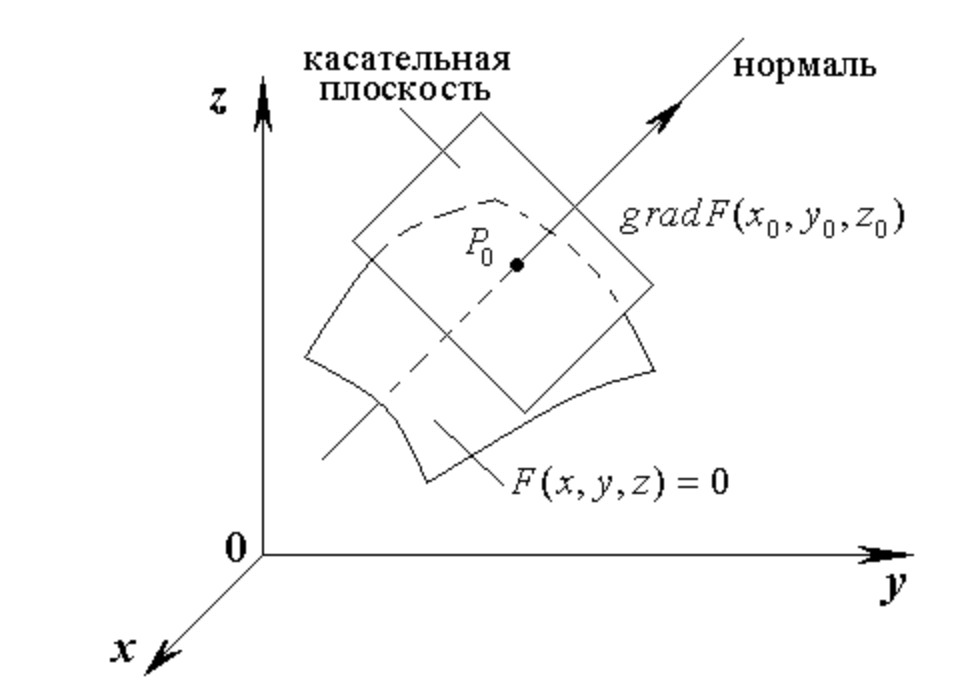 касательная
плоскость
нормаль
z
gradF(x₀, y₀, z₀)
P₀
F(x, y, z) = 0
0
y
x